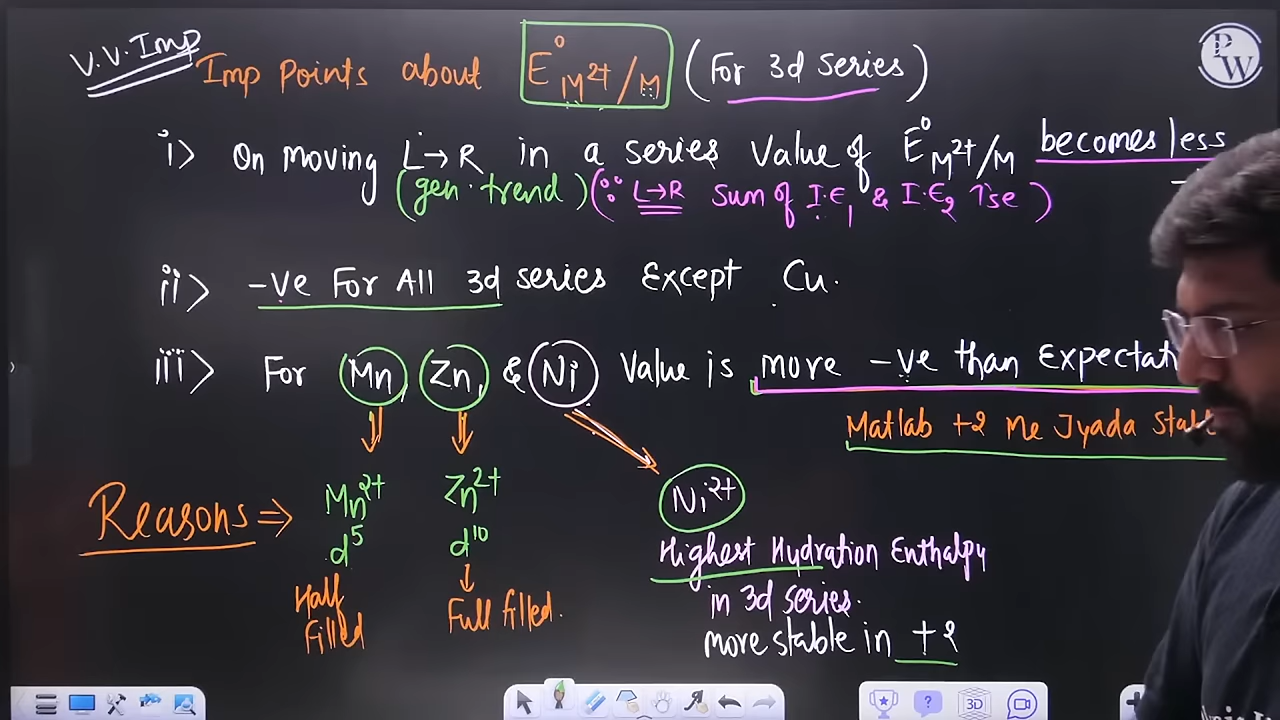 V.V.Imp
Imp Points about E°M²⁺/M (For 3d Series)
PW
i> On moving L→R in a series Value of E°M²⁺/M becomes less
(gen. trend) (∵ L→R Sum of I.E₁ & I.E₂ ↑se)
ii> -ve For All 3d series Except Cu.
iii> For Mn, Zn, & Ni Value is more -ve than Expectat
Matlab +2 Me Jyada Sta
Reasons ⇒ Mn²⁺ Zn²⁺ Ni²⁺
d⁵ d¹⁰ Highest Hydration Enthalpy
Half Filled Full filled. in 3d series.
more stable in +2
3D